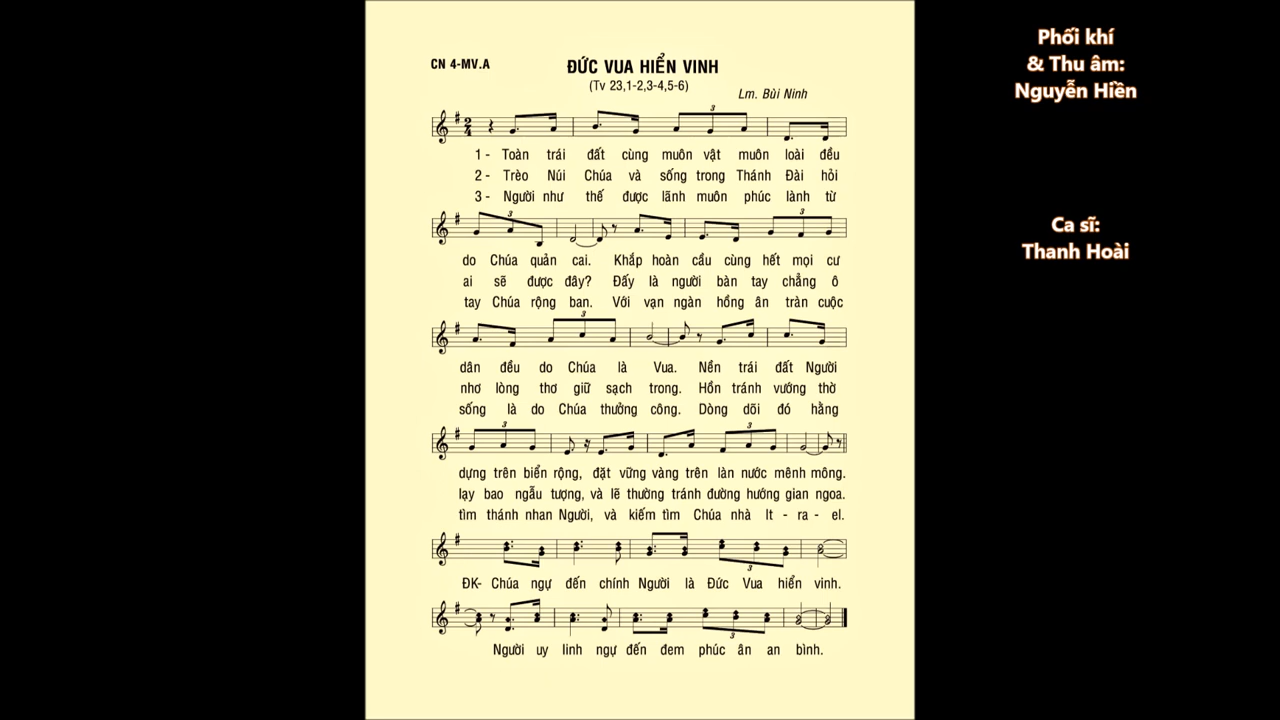 CN 4-MV.A
ĐỨC VUA HIỂN VINH
(Tv 23,1-2,3-4,5-6)
Lm. Bùi Ninh
1 - Toàn trái đất cùng muôn vật muôn loài đều
2 - Trèo Núi Chúa và sống trong Thánh Đài hỏi
3 - Người như thế được lãnh muôn phúc lành từ
do Chúa quản cai. Khắp hoàn cầu cùng hết mọi cư
ai sẽ được đây? Đấy là người bàn tay chẳng ô
tay Chúa rộng ban. Với vạn ngàn hồng ân tràn cuộc
dân đều do Chúa là Vua. Nền trái đất Người
nhơ lòng thơ giữ sạch trong. Hồn tránh vướng thờ
sống là do Chúa thưởng công. Dòng dõi đó hằng
dựng trên biển rộng, đặt vững vàng trên làn nước mênh mông.
lạy bao ngẫu tượng, và lẽ thường tránh đường hướng gian ngoa.
tìm thánh nhan Người, và kiếm tìm Chúa nhà It - ra - el.
ĐK- Chúa ngự đến chính Người là Đức Vua hiển vinh.
Người uy linh ngự đến đem phúc ân an bình.
Phối khí
& Thu âm:
Nguyễn Hiền
Ca sĩ:
Thanh Hoài